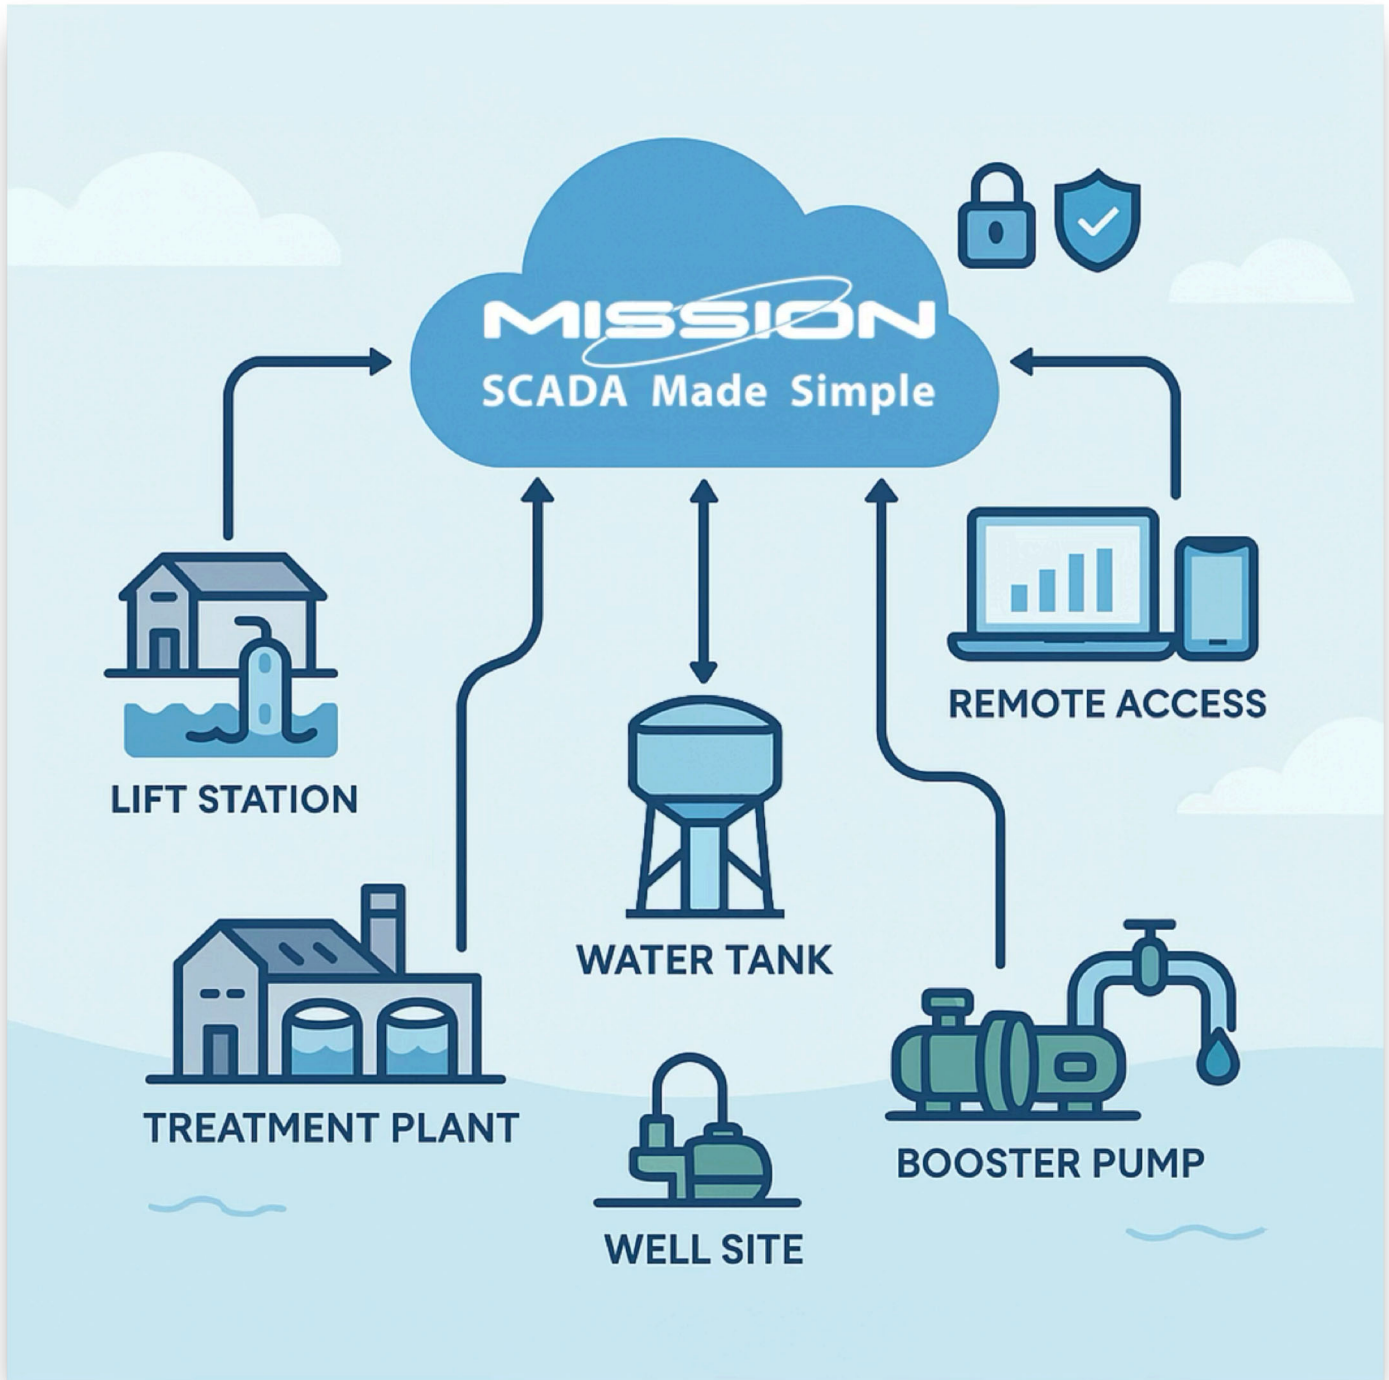 MISSION
SCADA Made Simple
REMOTE ACCESS
LIFT STATION
WATER TANK
TREATMENT PLANT
BOOSTER PUMP
WELL SITE